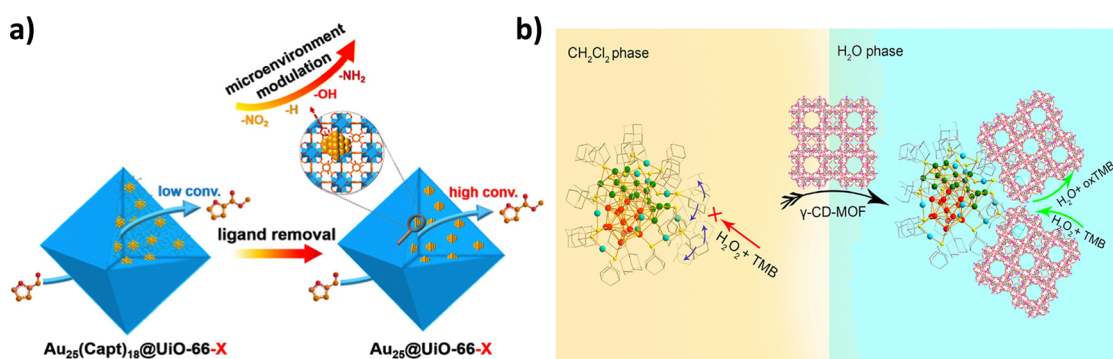 a)
microenvironment
modulation
-NH₂
-OH
-H
-NO₂
low conv.
high conv.
ligand removal
Au₂₅(Capt)₁₈@UiO-66-X
Au₂₅@UiO-66-X
b)
CH₂Cl₂ phase
H₂O phase
γ-CD-MOF
H₂O₂ + TMB
H₂O+ oxTMB
H₂O₂ + TMB